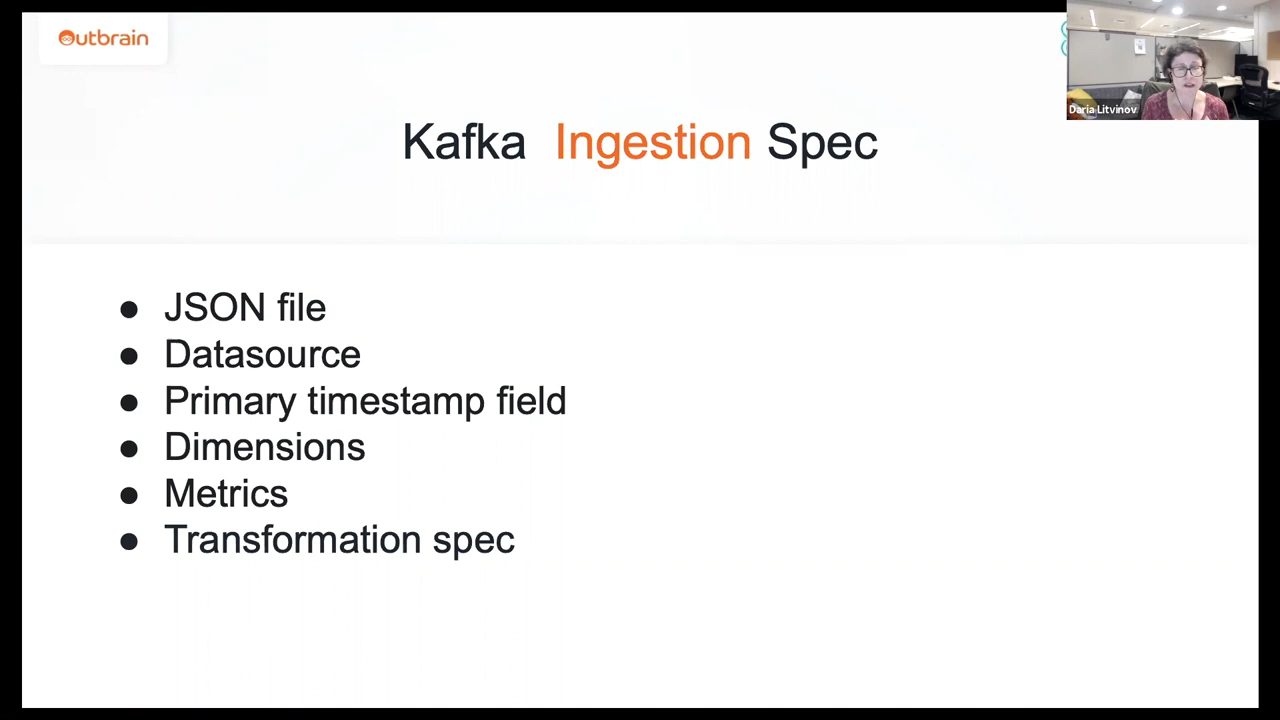 Outbrain
Daria Litvinov
Kafka Ingestion Spec
● JSON file
● Datasource
● Primary timestamp field
● Dimensions
● Metrics
● Transformation spec